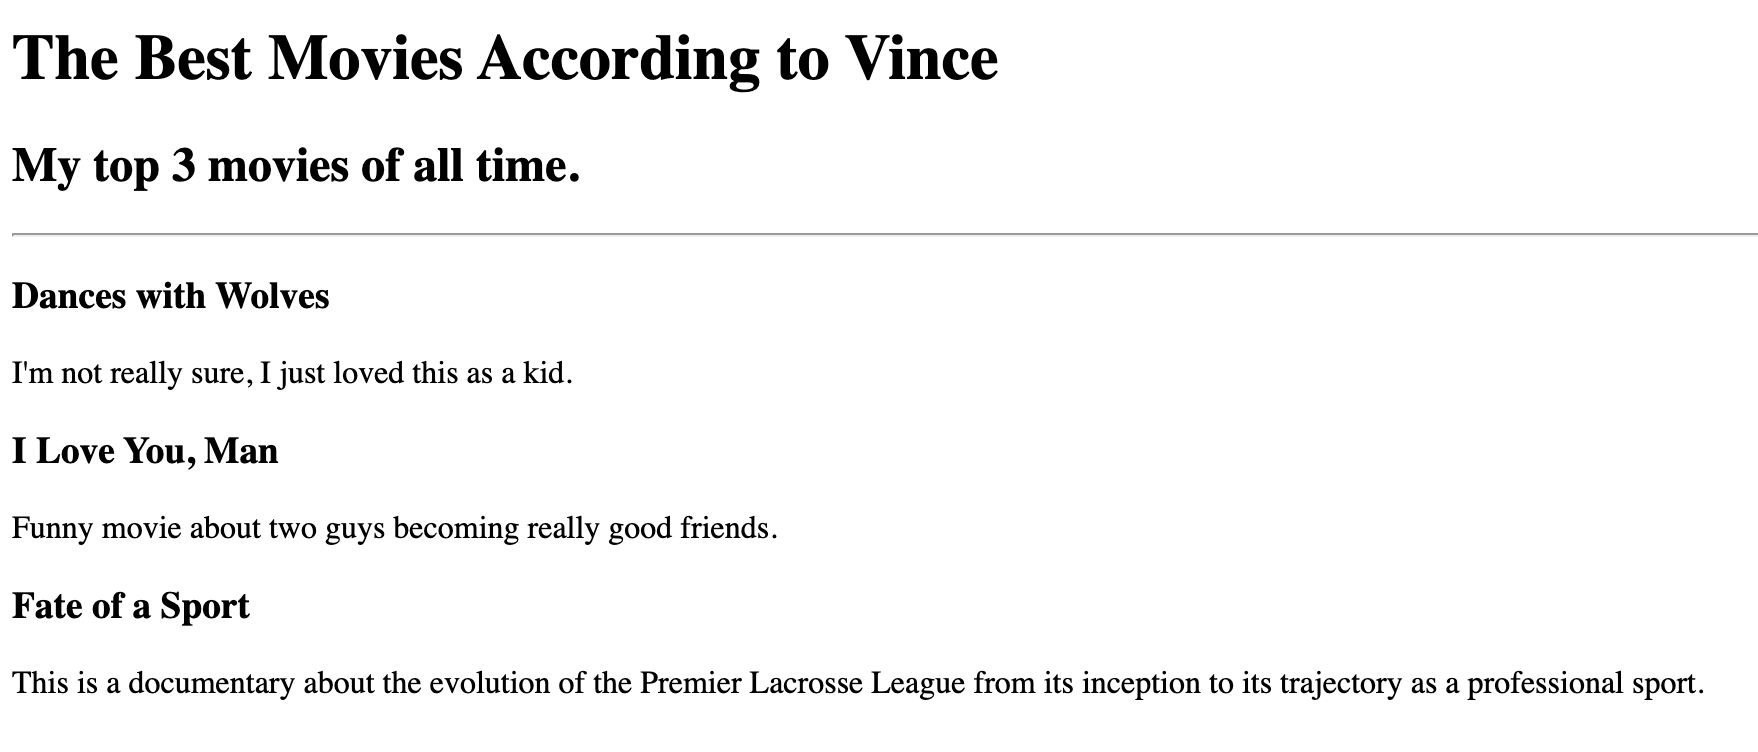 The Best Movies According to Vince
My top 3 movies of all time.
Dances with Wolves
I'm not really sure, I just loved this as a kid.
I Love You, Man
Funny movie about two guys becoming really good friends.
Fate of a Sport
This is a documentary about the evolution of the Premier Lacrosse League from its inception to its trajectory as a professional sport.